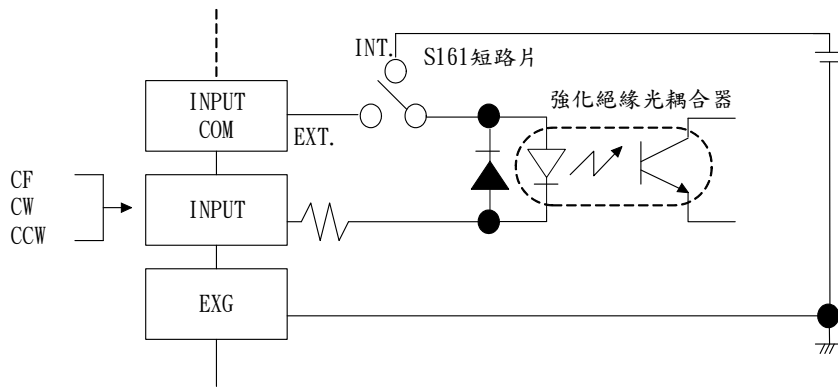 INT.
S161短路片
INPUT
COM
EXT.
強化絕緣光耦合器
CF
CW
CCW
INPUT
EXG